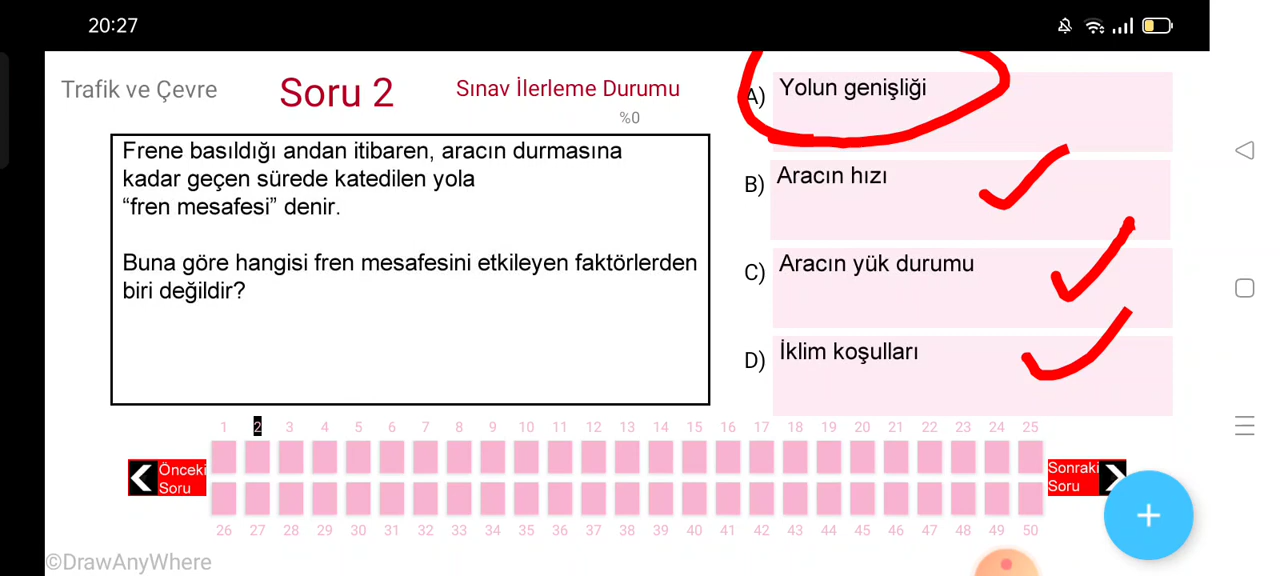 20:27
Trafik ve Çevre
Soru 2
Sınav İlerleme Durumu
%0
Frene basıldığı andan itibaren, aracın durmasına
kadar geçen sürede katedilen yola
“fren mesafesi” denir.
Buna göre hangisi fren mesafesini etkileyen faktörlerden
biri değildir?
A) Yolun genişliği
B) Aracın hızı
C) Aracın yük durumu
D) İklim koşulları
1 2 3 4 5 6 7 8 9 10 11 12 13 14 15 16 17 18 19 20 21 22 23 24 25
Önceki
Soru
Sonraki
Soru
26 27 28 29 30 31 32 33 34 35 36 37 38 39 40 41 42 43 44 45 46 47 48 49 50
©DrawAnyWhere